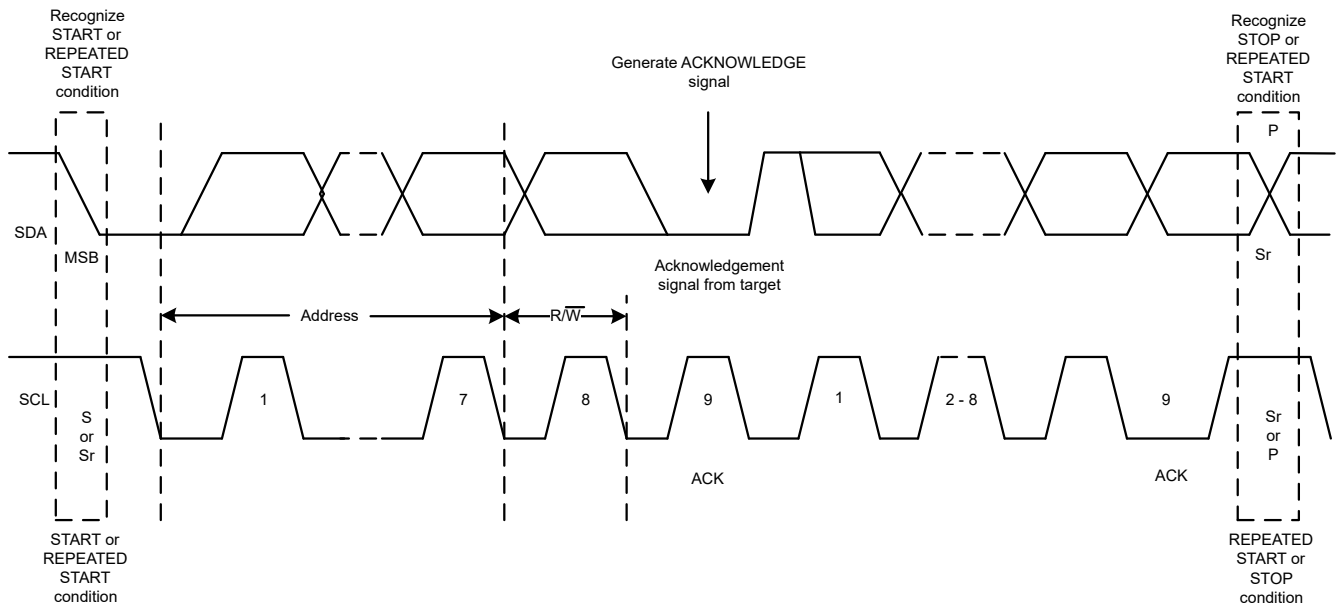 Recognize
START or
REPEATED
START
condition
Generate ACKNOWLEDGE
signal
Recognize
STOP or
REPEATED
START
condition
P
SDA
MSB
Acknowledgement
signal from target
Sr
Address
R/W̅
SCL
S
or
Sr
1
7
8
9
1
2 - 8
9
Sr
or
P
ACK
ACK
START or
REPEATED
START
condition
REPEATED
START or
STOP
condition